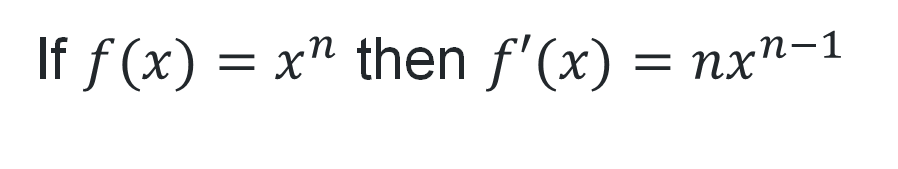 If f(x) = xⁿ then f′(x) = nxⁿ⁻¹